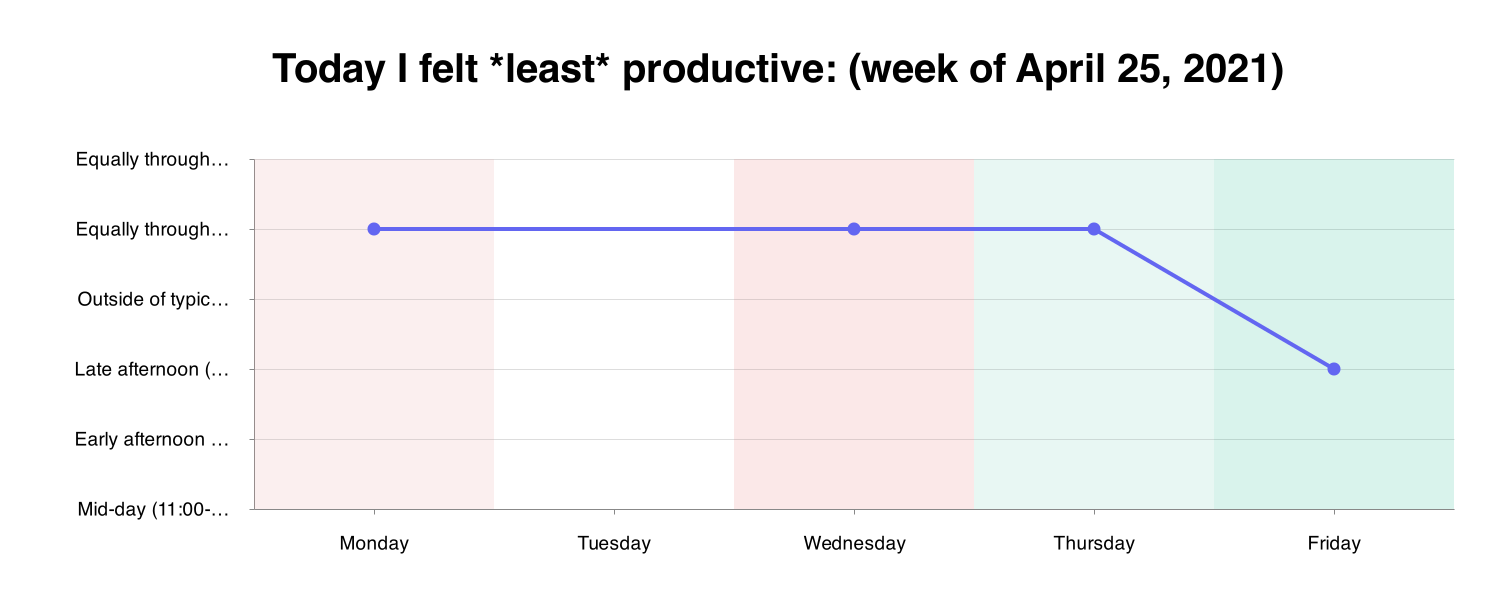 Today I felt *least* productive: (week of April 25, 2021)
Equally through…
Equally through…
Outside of typic…
Late afternoon (…
Early afternoon …
Mid-day (11:00-…
Monday Tuesday Wednesday Thursday Friday